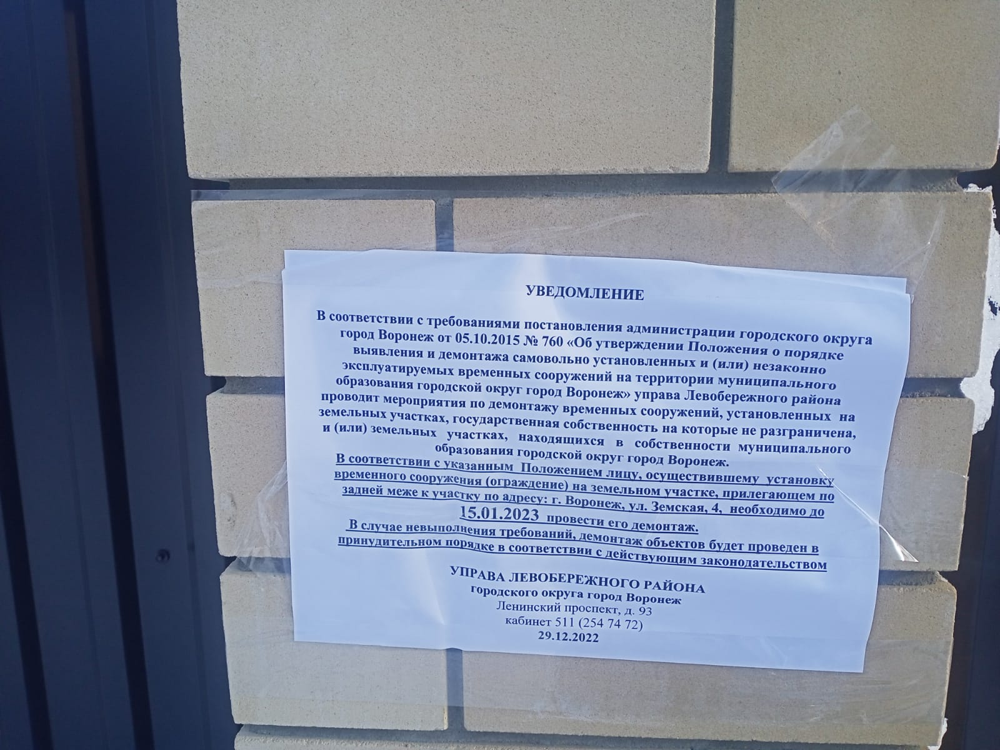 УВЕДОМЛЕНИЕ
В соответствии с требованиями постановления администрации городского округа
город Воронеж от 05.10.2015 № 760 «Об утверждении Положения о порядке
выявления и демонтажа самовольно установленных и (или) незаконно
эксплуатируемых временных сооружений на территории муниципального
образования городской округ город Воронеж» управа Левобережного района
проводит мероприятия по демонтажу временных сооружений, установленных на
земельных участках, государственная собственность на которые не разграничена,
и (или) земельных участках, находящихся в собственности муниципального
образования городской округ город Воронеж.
В соответствии с указанным Положением лицу, осуществившему установку
временного сооружения (ограждение) на земельном участке, прилегающем по
задней меже к участку по адресу: г. Воронеж, ул. Земская, 4, необходимо до
15.01.2023 провести его демонтаж.
В случае невыполнения требований, демонтаж объектов будет проведен в
принудительном порядке в соответствии с действующим законодательством
УПРАВА ЛЕВОБЕРЕЖНОГО РАЙОНА
городского округа город Воронеж
Ленинский проспект, д. 93
кабинет 511 (254 74 72)
29.12.2022